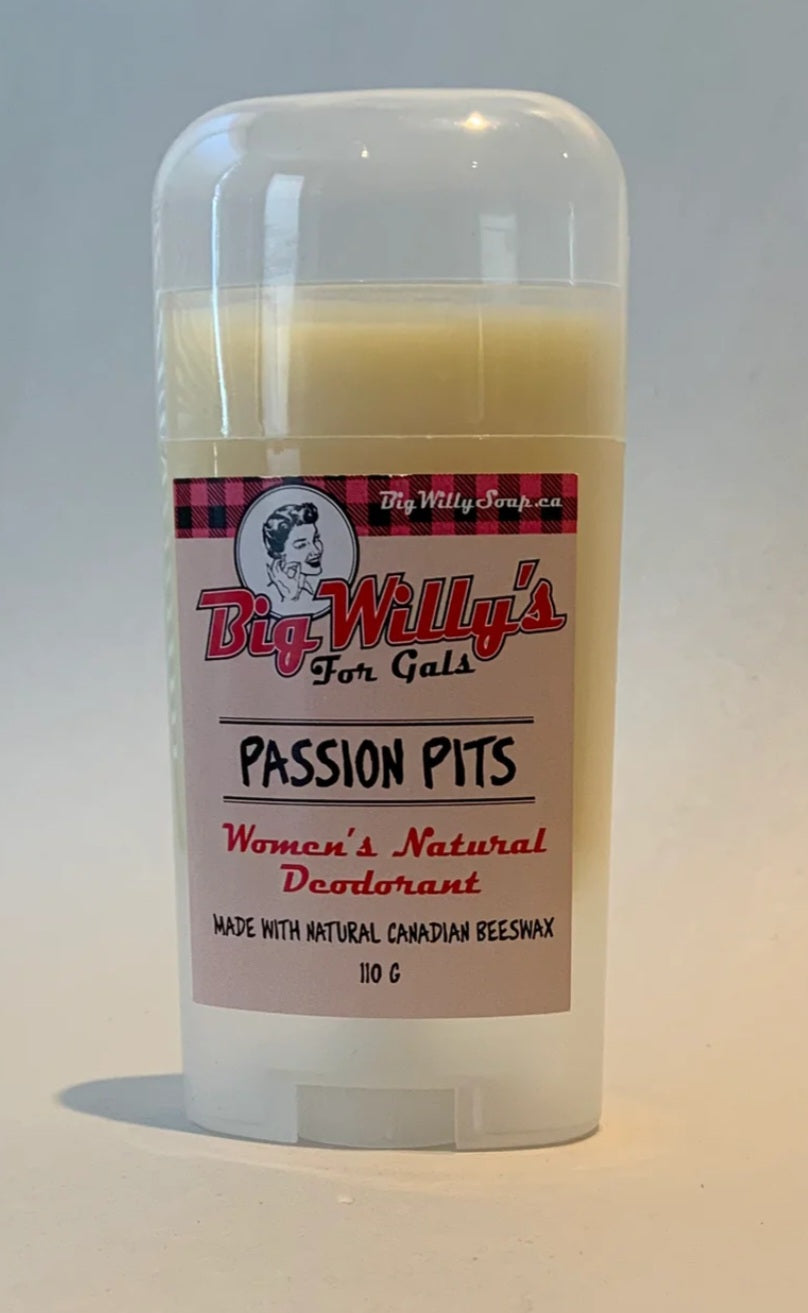 BigWillySoap.ca
Big Willy's
For Gals
PASSION PITS
Women's Natural
Deodorant
MADE WITH NATURAL CANADIAN BEESWAX
110 G